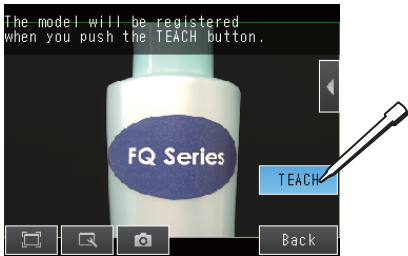 The model will be registered
when you push the TEACH button.
FQ Series
TEACH
Back